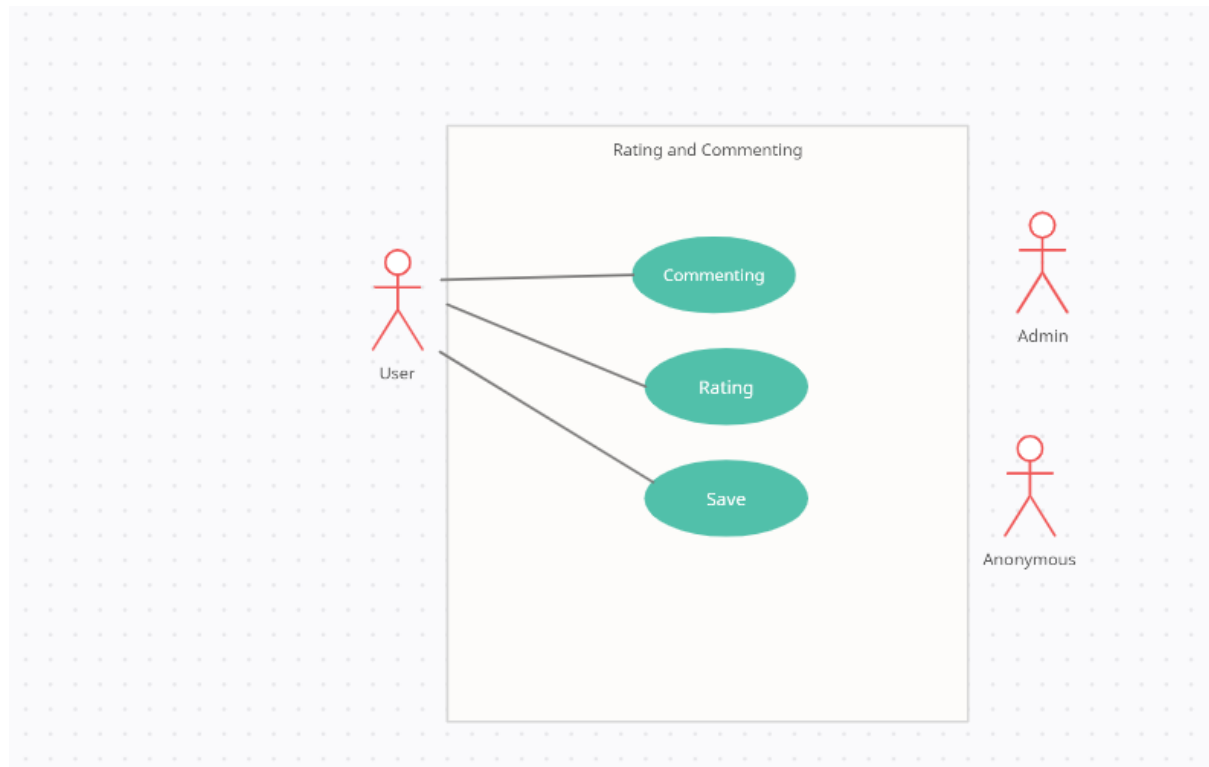 Rating and Commenting
Commenting
Admin
User
Rating
Save
Anonymous